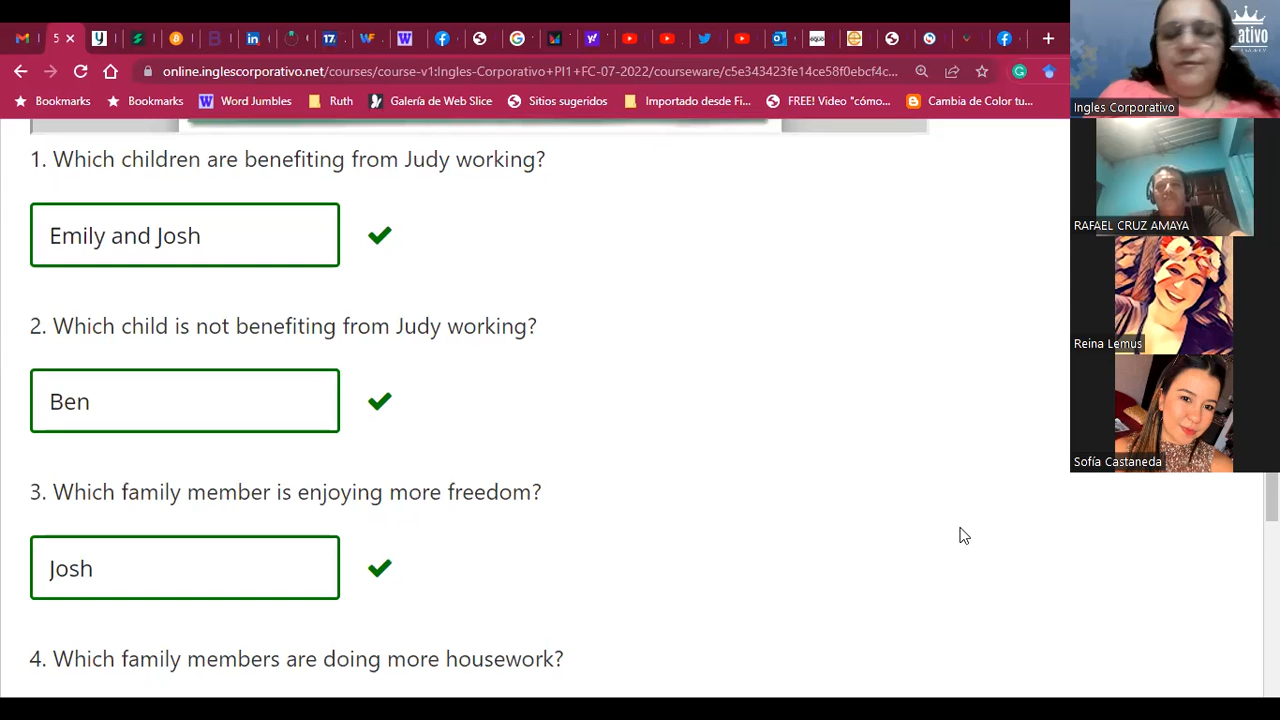 5
17
online.inglescorporativo.net/courses/course-v1:Ingles-Corporativo+PI1+FC-07-2022/courseware/c5e343423fe14ce58f0ebcf4c...
Bookmarks Bookmarks Word Jumbles Ruth Galería de Web Slice Sitios sugeridos Importado desde Fi... FREE! Video "cómo... Cambia de Color tu...
ativo
Ingles Corporativo
RAFAEL CRUZ AMAYA
Reina Lemus
Sofía Castaneda
1. Which children are benefiting from Judy working?
Emily and Josh
2. Which child is not benefiting from Judy working?
Ben
3. Which family member is enjoying more freedom?
Josh
4. Which family members are doing more housework?